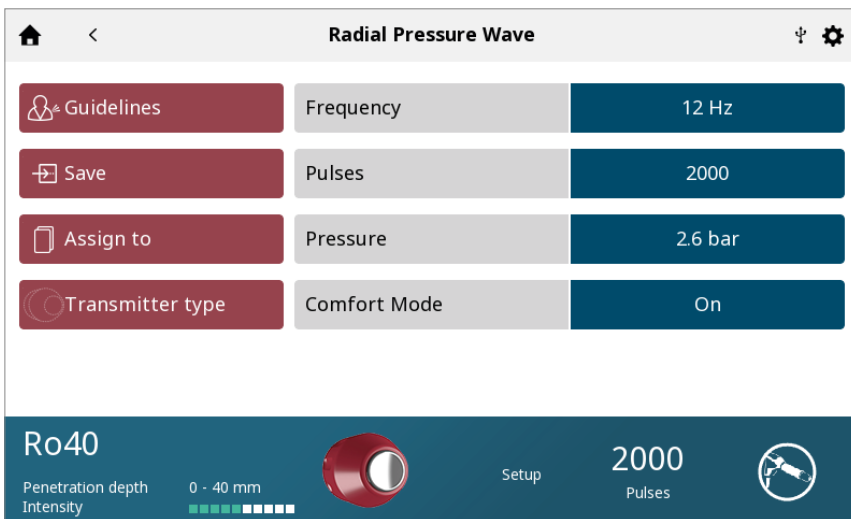 Radial Pressure Wave
Guidelines
Frequency
12 Hz
Save
Pulses
2000
Assign to
Pressure
2.6 bar
Transmitter type
Comfort Mode
On
Ro40
Penetration depth
0 - 40 mm
Intensity
Setup
2000
Pulses